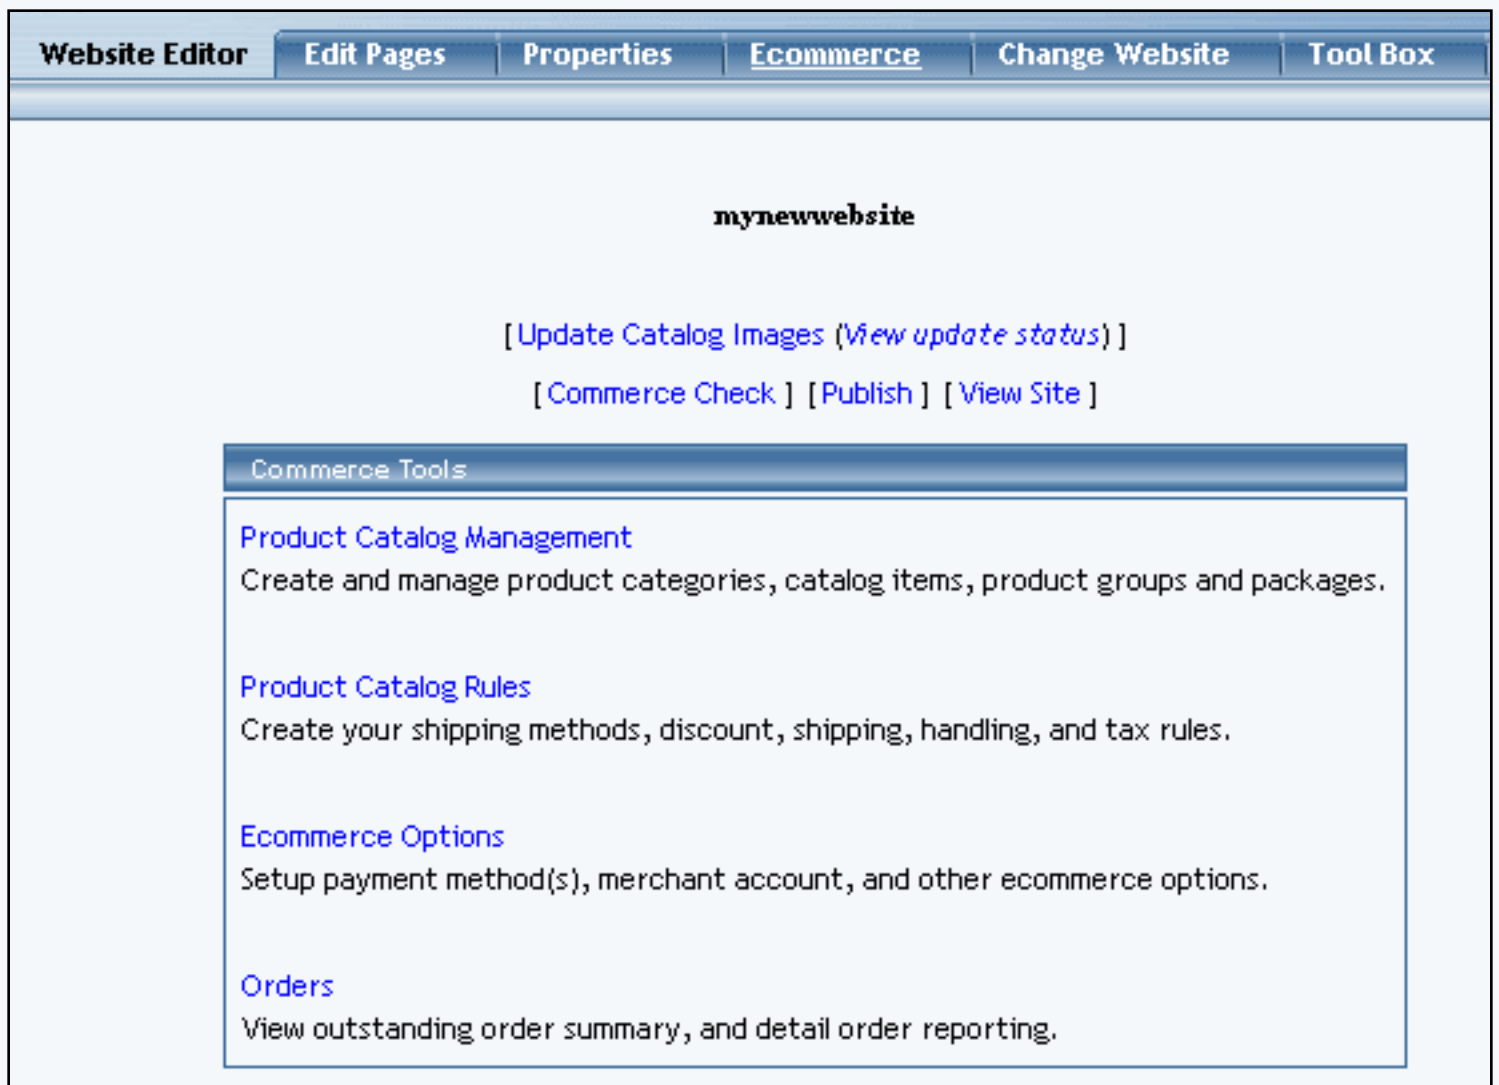 Website Editor Edit Pages Properties Ecommerce Change Website Tool Box
mynewwebsite
[ Update Catalog Images (View update status) ]
[ Commerce Check ] [ Publish ] [ View Site ]
Commerce Tools
Product Catalog Management
Create and manage product categories, catalog items, product groups and packages.
Product Catalog Rules
Create your shipping methods, discount, shipping, handling, and tax rules.
Ecommerce Options
Setup payment method(s), merchant account, and other ecommerce options.
Orders
View outstanding order summary, and detail order reporting.